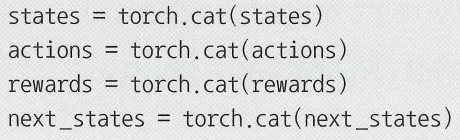 states = torch.cat(states)
actions = torch.cat(actions)
rewards = torch.cat(rewards)
next_states = torch.cat(next_states)